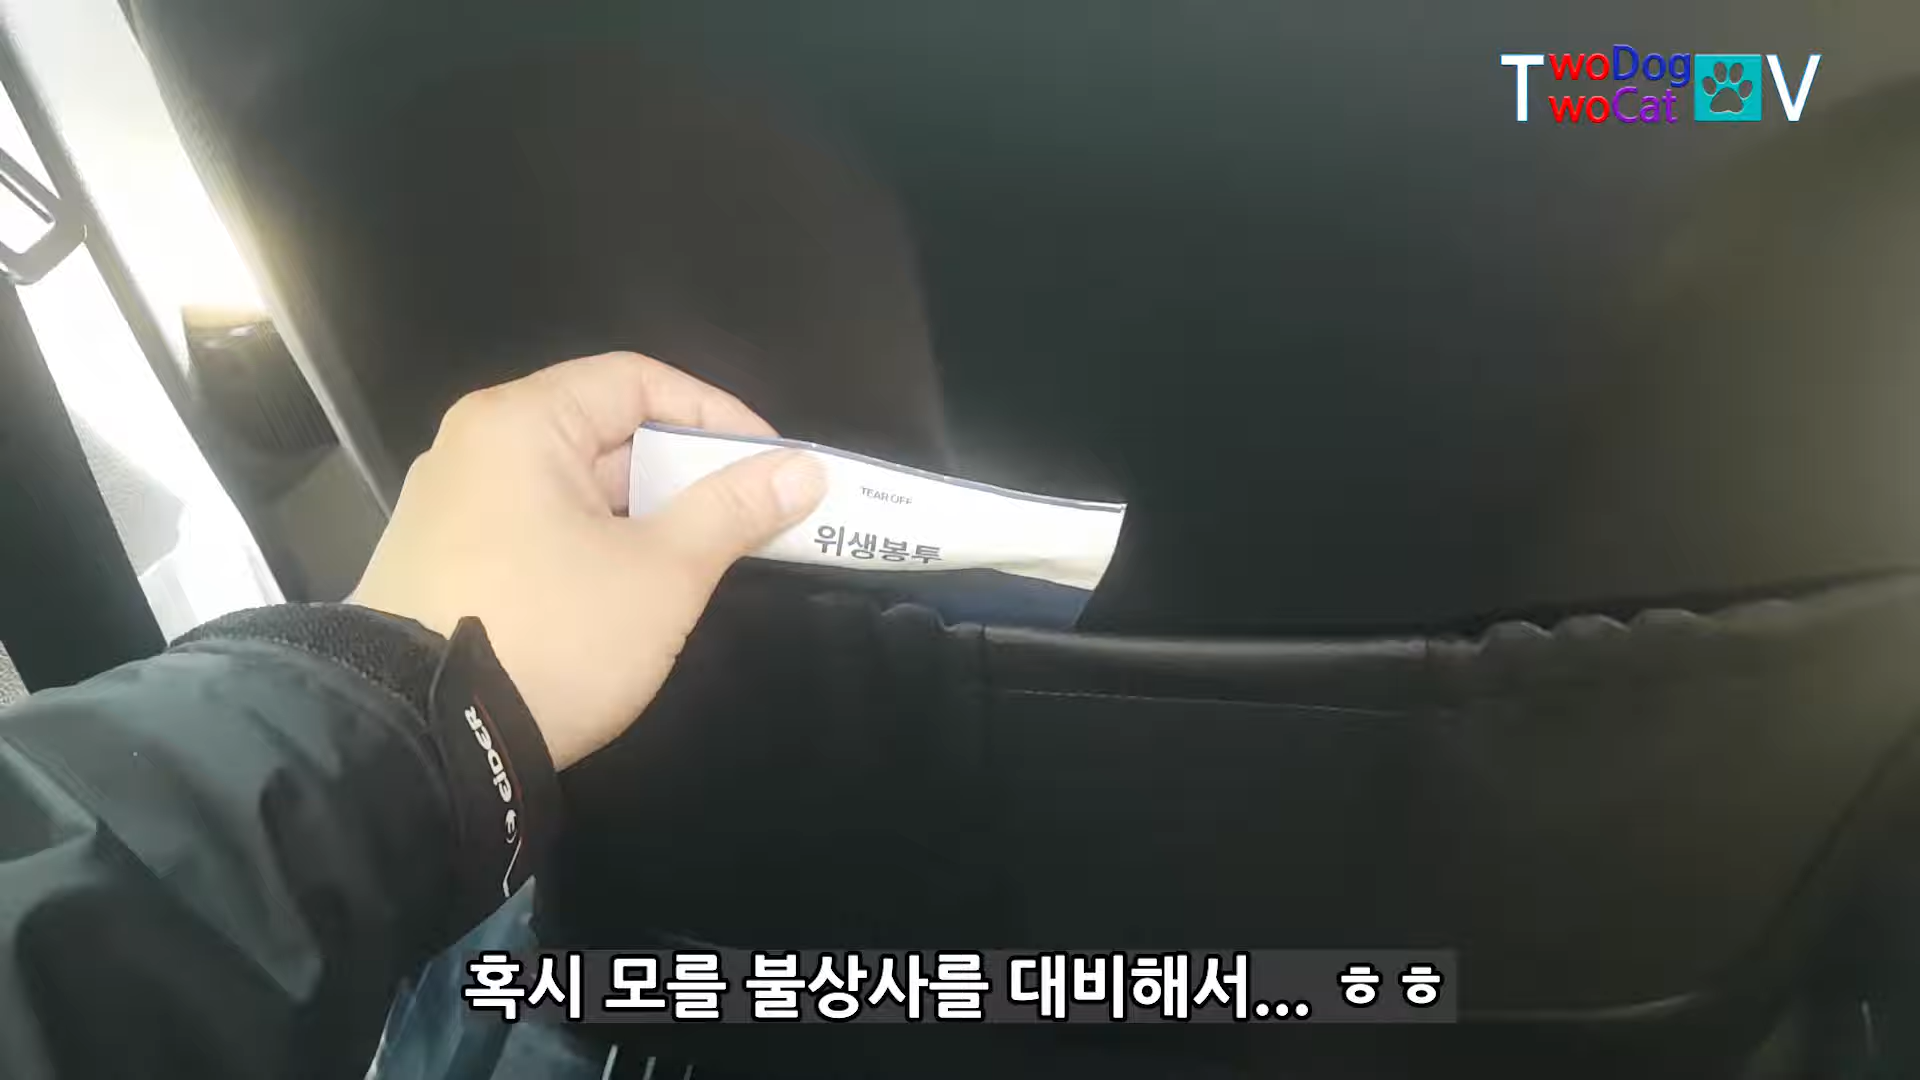 TwoDog
TwoCat V
TEAR OFF
위생봉투
EIDER
혹시 모를 불상사를 대비해서... ㅎㅎ